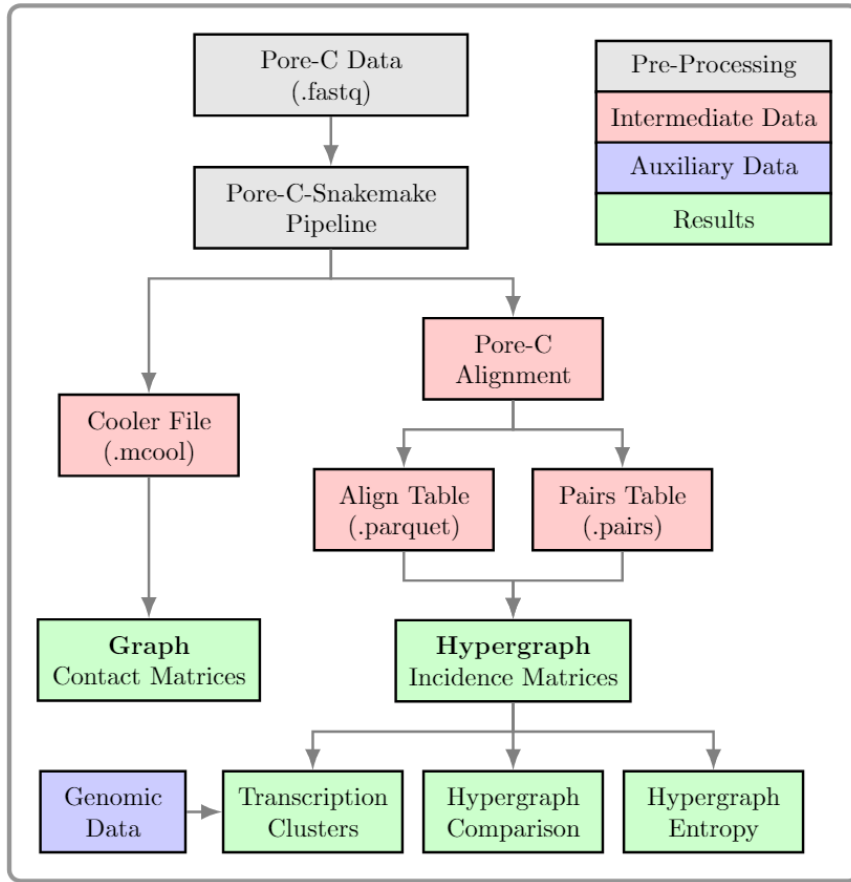 Pore-C Data
(.fastq)
Pre-Processing
Intermediate Data
Auxiliary Data
Results
Pore-C-Snakemake
Pipeline
Pore-C
Alignment
Cooler File
(.mcool)
Align Table
(.parquet)
Pairs Table
(.pairs)
Graph
Contact Matrices
Hypergraph
Incidence Matrices
Genomic
Data
Transcription
Clusters
Hypergraph
Comparison
Hypergraph
Entropy